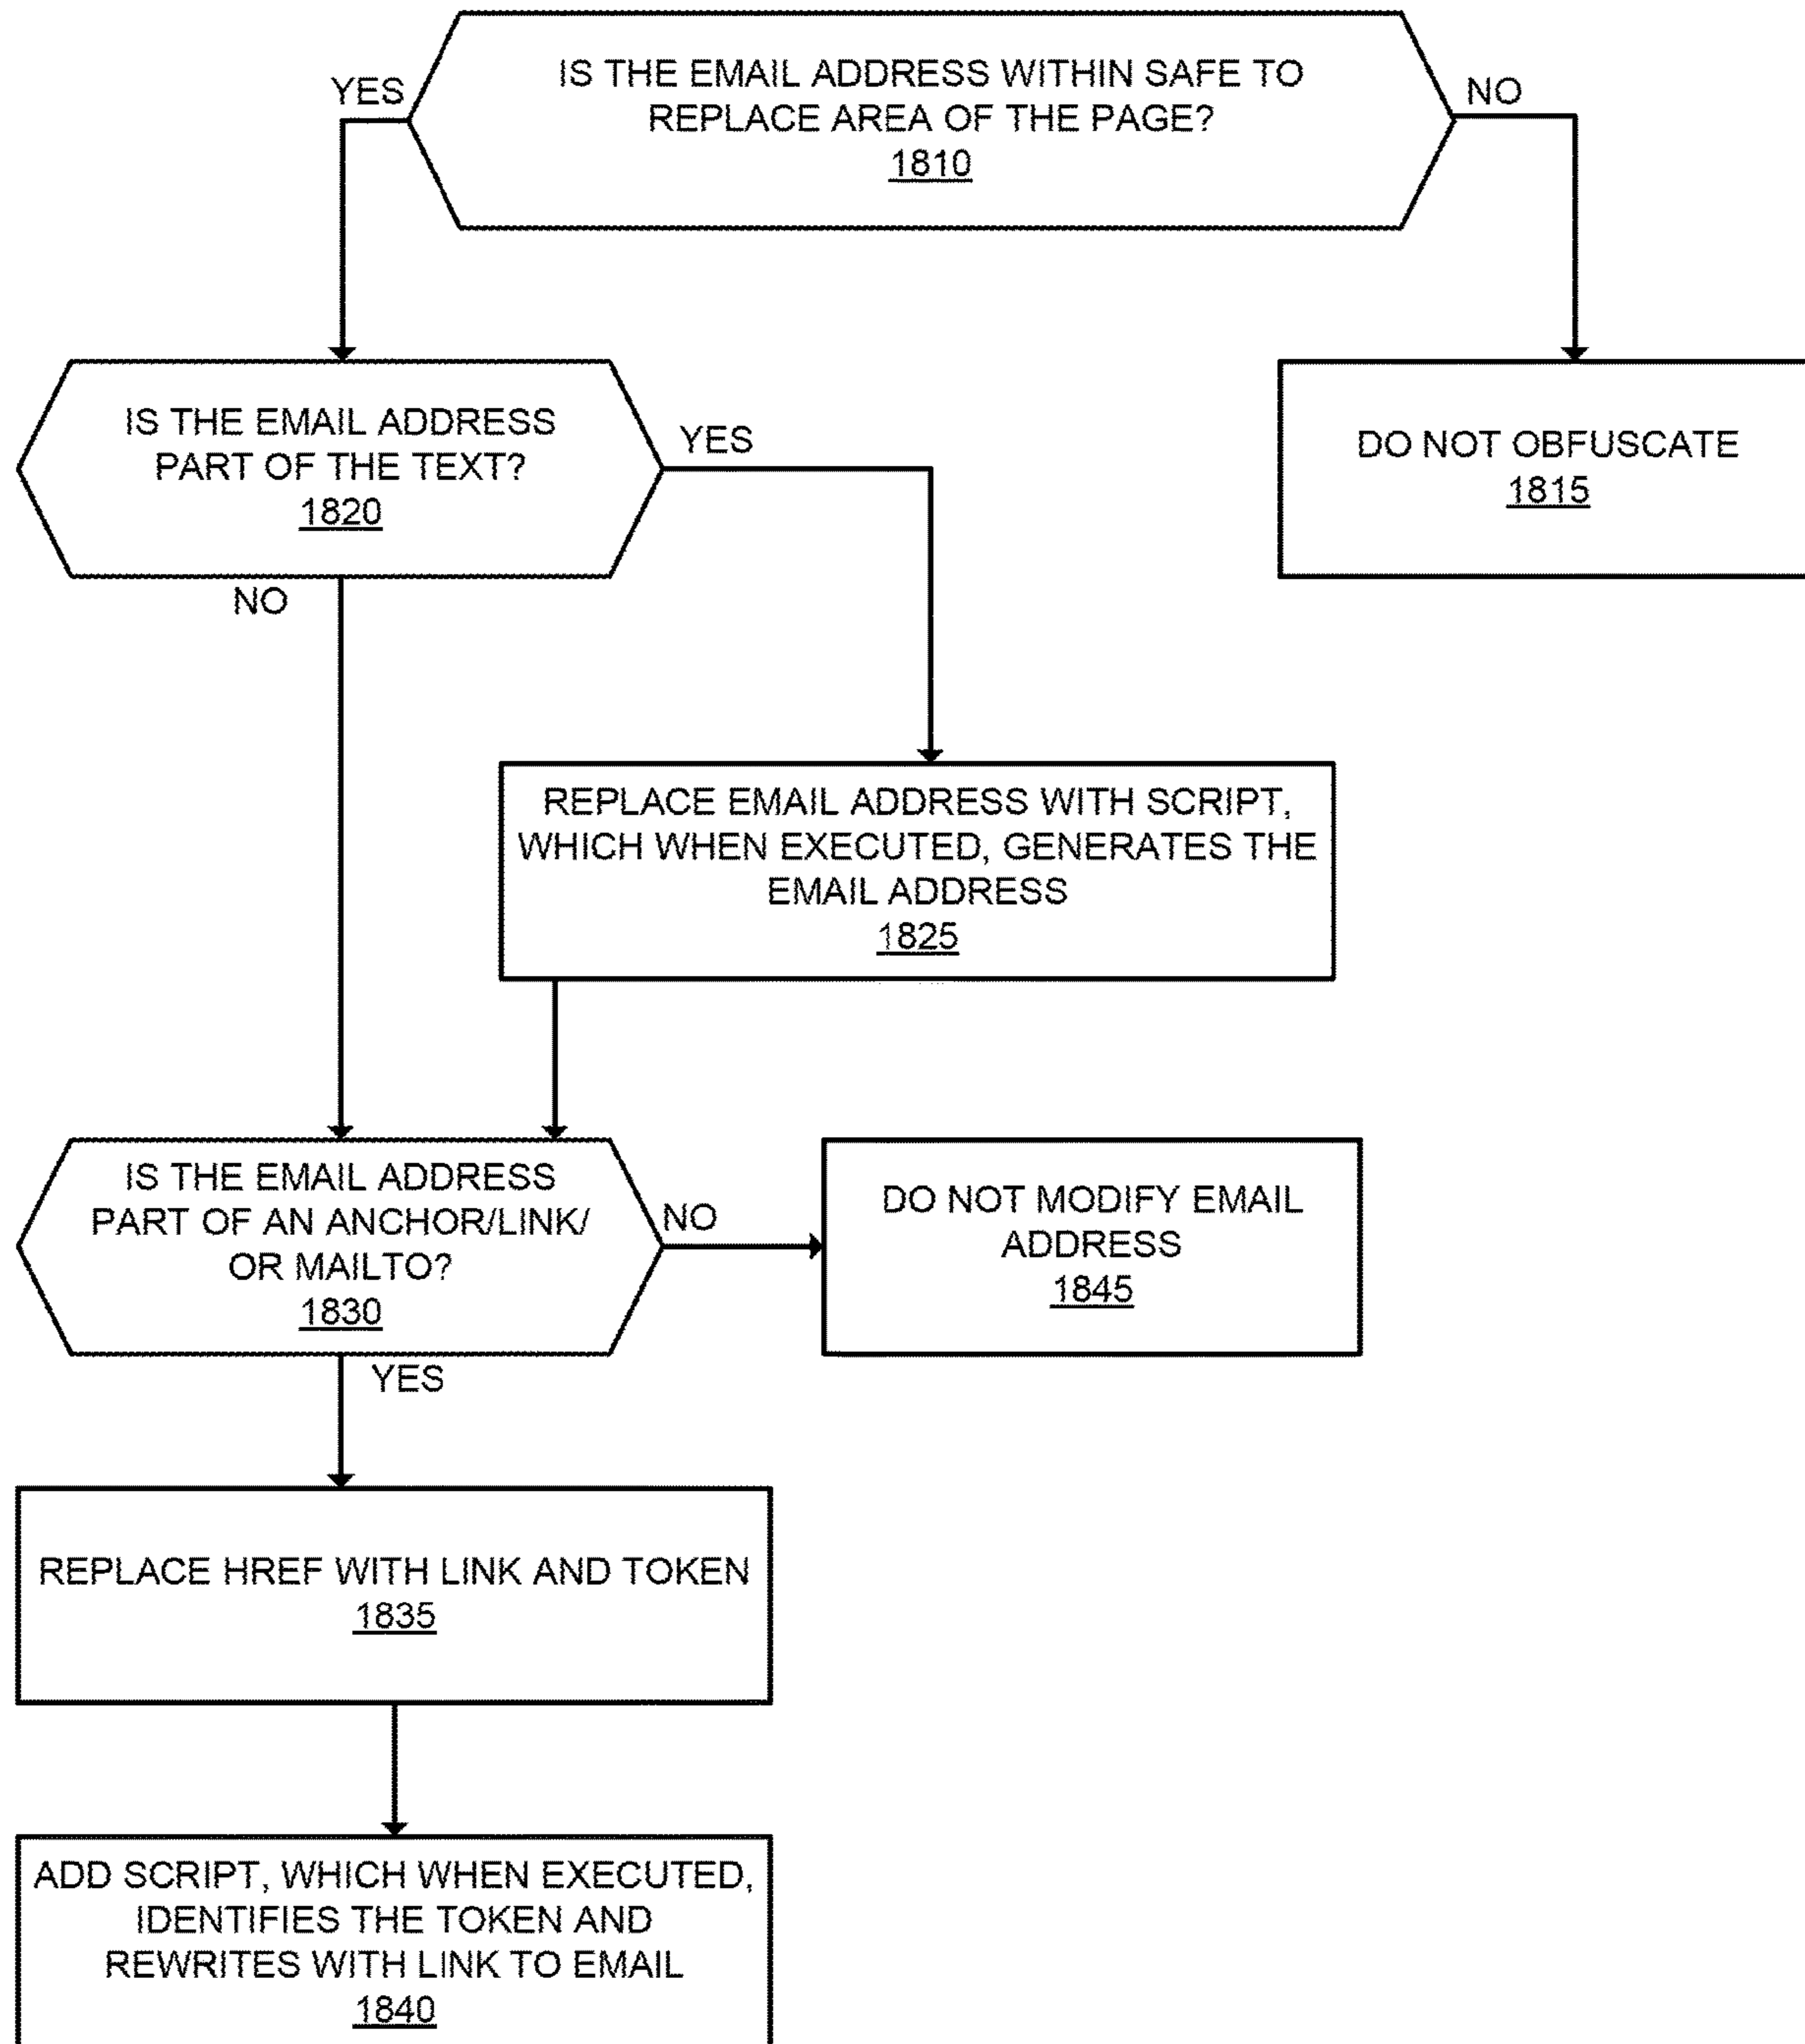 IS THE EMAIL ADDRESS WITHIN SAFE TO
REPLACE AREA OF THE PAGE?
1810
YES
NO
IS THE EMAIL ADDRESS
PART OF THE TEXT?
1820
YES
NO
DO NOT OBFUSCATE
1815
REPLACE EMAIL ADDRESS WITH SCRIPT,
WHICH WHEN EXECUTED, GENERATES THE
EMAIL ADDRESS
1825
IS THE EMAIL ADDRESS
PART OF AN ANCHOR/LINK/
OR MAILTO?
1830
NO
YES
DO NOT MODIFY EMAIL
ADDRESS
1845
REPLACE HREF WITH LINK AND TOKEN
1835
ADD SCRIPT, WHICH WHEN EXECUTED,
IDENTIFIES THE TOKEN AND
REWRITES WITH LINK TO EMAIL
1840